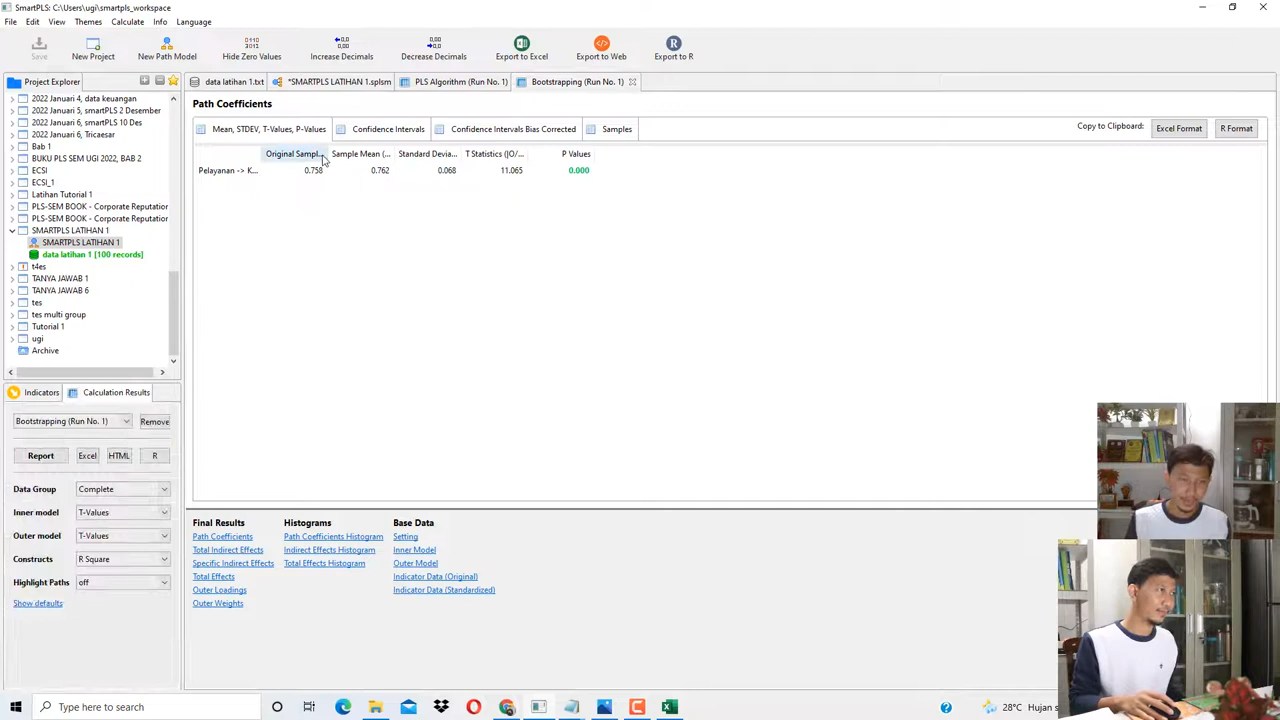 SmartPLS: C:\Users\ugi\smartpls_workspace
File Edit View Themes Calculate Info Language
Save New Project New Path Model Hide Zero Values Increase Decimals Decrease Decimals Export to Excel Export to Web Export to R
Project Explorer
data latihan 1.txt *SMARTPLS LATIHAN 1.splsm PLS Algorithm (Run No. 1) Bootstrapping (Run No. 1)
2022 Januari 4, data keuangan
2022 Januari 5, smartPLS 2 Desember
2022 Januari 6, smartPLS 10 Des
2022 Januari 6, Tricaesar
Bab 1
BUKU PLS SEM UGI 2022, BAB 2
ECSI
ECSI_1
Latihan Tutorial 1
PLS-SEM BOOK - Corporate Reputation
PLS-SEM BOOK - Corporate Reputation
SMARTPLS LATIHAN 1
SMARTPLS LATIHAN 1
data latihan 1 [100 records]
t4es
TANYA JAWAB 1
TANYA JAWAB 6
tes
tes multi group
Tutorial 1
ugi
Archive
Path Coefficients
Mean, STDEV, T-Values, P-Values Confidence Intervals Confidence Intervals Bias Corrected Samples
Copy to Clipboard: Excel Format R Format
Original Sampl... Sample Mean (... Standard Devia... T Statistics (|O/... P Values
Pelayanan -> K... 0.758 0.762 0.068 11.065 0.000
Indicators Calculation Results
Bootstrapping (Run No. 1) Remove
Report Excel HTML R
Data Group Complete
Inner model T-Values
Outer model T-Values
Constructs R Square
Highlight Paths off
Show defaults
Final Results Histograms Base Data
Path Coefficients Path Coefficients Histogram Setting
Total Indirect Effects Indirect Effects Histogram Inner Model
Specific Indirect Effects Total Effects Histogram Outer Model
Total Effects Indicator Data (Original)
Outer Loadings Indicator Data (Standardized)
Outer Weights
Type here to search
28°C Hujan